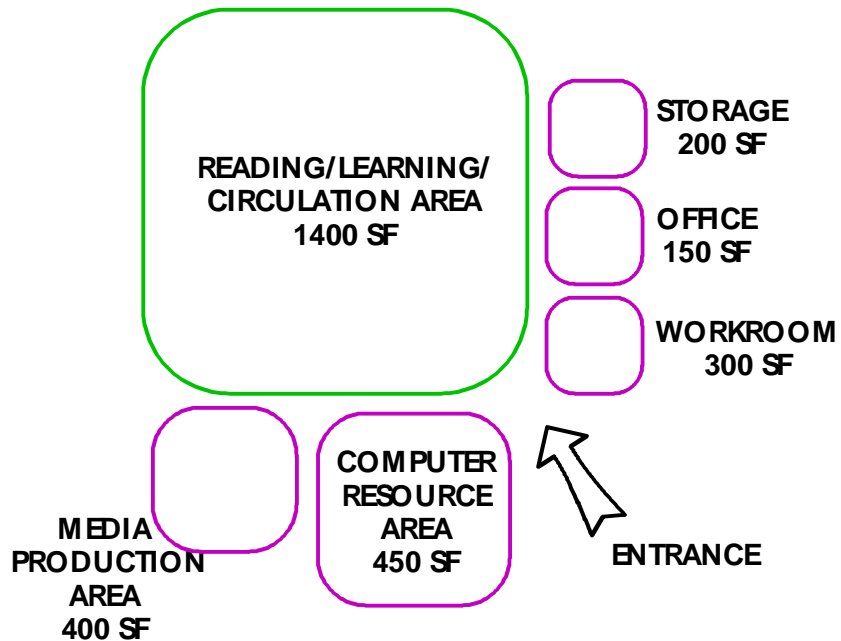 READING/LEARNING/
CIRCULATION AREA
1400 SF
STORAGE
200 SF
OFFICE
150 SF
WORKROOM
300 SF
COMPUTER
RESOURCE
AREA
450 SF
MEDIA
PRODUCTION
AREA
400 SF
ENTRANCE